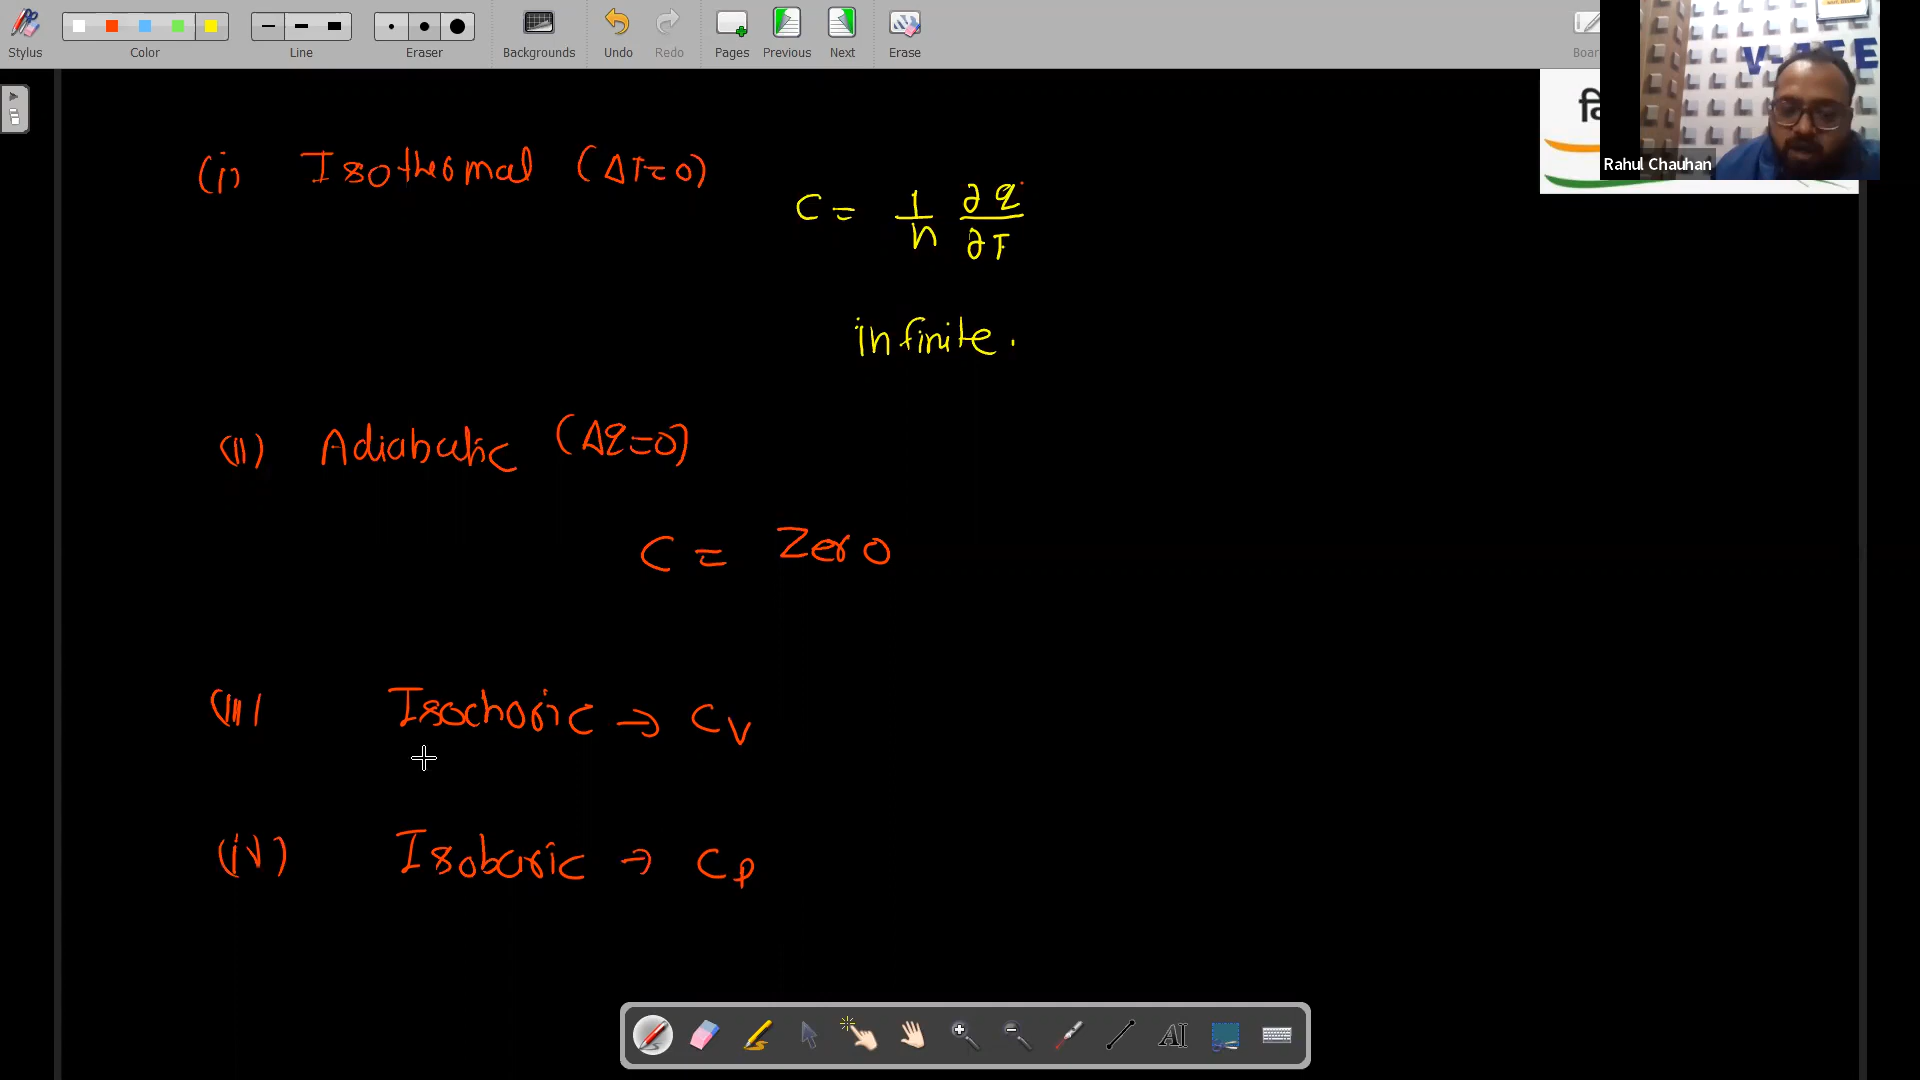 Stylus Color Line Eraser Backgrounds Undo Redo Pages Previous Next Erase
Rahul Chauhan
(i) Isothermal (ΔT=0)
C = 1/n ∂q/∂T
infinite.
(ii) Adiabatic (Δq=0)
C = Zero
(iii) Isochoric → Cv
(iv) Isobaric → Cp